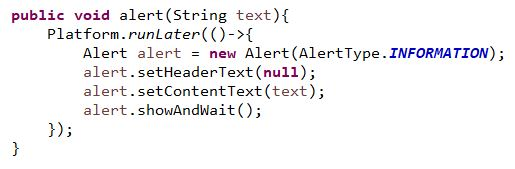 public void alert(String text){
    Platform.runLater(()->{
        Alert alert = new Alert(AlertType.INFORMATION);
        alert.setHeaderText(null);
        alert.setContentText(text);
        alert.showAndWait();
    });
}